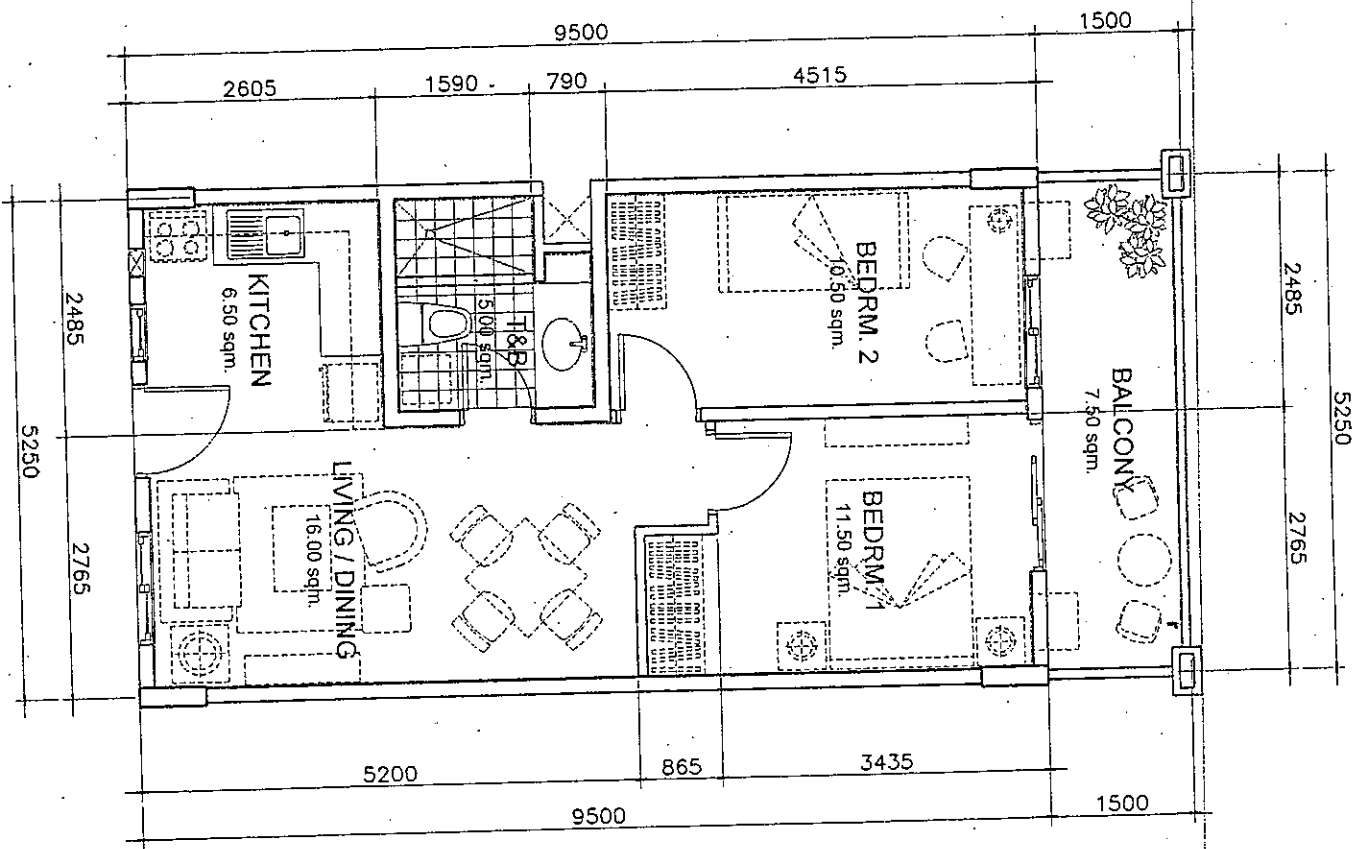 9500
1500
2605
1590
790
4515
KITCHEN
6.50 sqm.
T&B
5.00 sqm.
BEDRM. 2
10.50 sqm.
BALCONY
7.50 sqm.
LIVING / DINING
16.00 sqm.
BEDRM. 1
11.50 sqm.
2485
2765
5250
2485
2765
5250
5200
865
3435
9500
1500